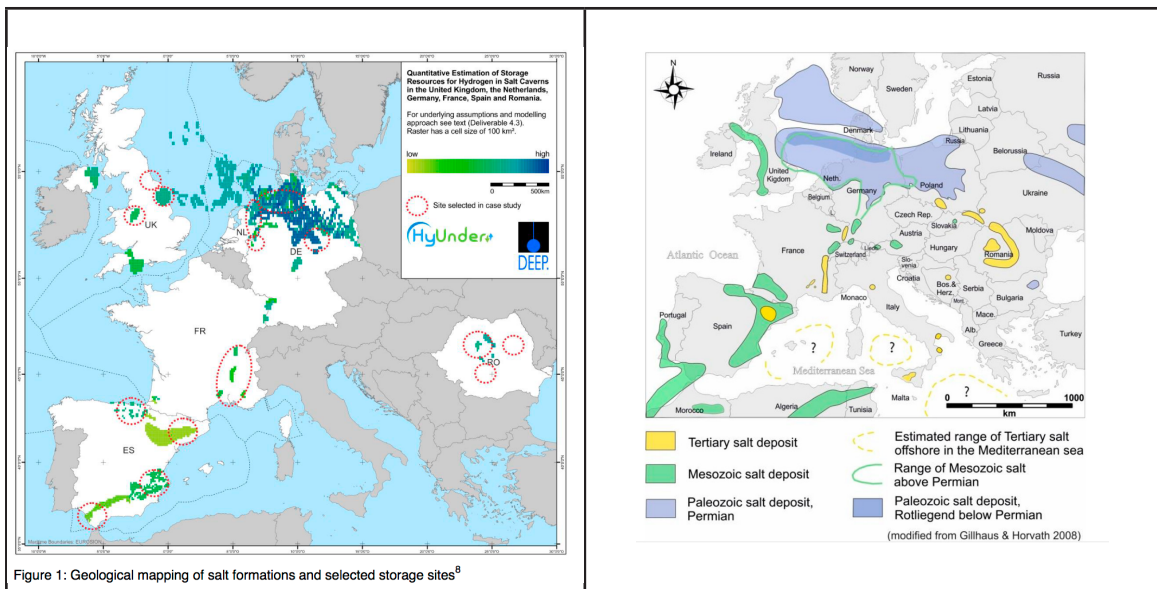 Quantitative Estimation of Storage
Resources for Hydrogen in Salt Caverns
in the United Kingdom, the Netherlands,
Germany, France, Spain and Romania.
For underlying assumptions and modelling
approach see text (Deliverable 4.3).
Raster has a cell size of 100 km².
low
high
0
500km
Site selected in case study
HyUnder
DEEP.
UK
NL
DE
FR
RO
ES
Figure 1: Geological mapping of salt formations and selected storage sites8
N
Norway
Sweden
Estonia
Russia
Latvia
Denmark
Lithuania
Russia
Belorussia
Ireland
United
Kingdom
Neth.
Germany
Poland
Belgium
L.
Ukraine
Czech Rep.
Slovakia
Moldova
France
Austria
Liech.
Switzerland
Hungary
Slo-
venia
Romania
Croatia
Atlantic Ocean
Bos.&
Herz.
Serbia
Mon.
Bulgaria
Monaco
Italy
Mace.
Alb.
Portugal
Spain
Greece
Turkey
?
?
Mediterranean Sea
Malta
?
Morocco
Algeria
Tunisia
0
1000
km
Tertiary salt deposit
Mesozoic salt deposit
Paleozoic salt deposit,
Permian
Estimated range of Tertiary salt
offshore in the Mediterranean sea
Range of Mesozoic salt
above Permian
Paleozoic salt deposit,
Rotliegend below Permian
(modified from Gillhaus & Horvath 2008)